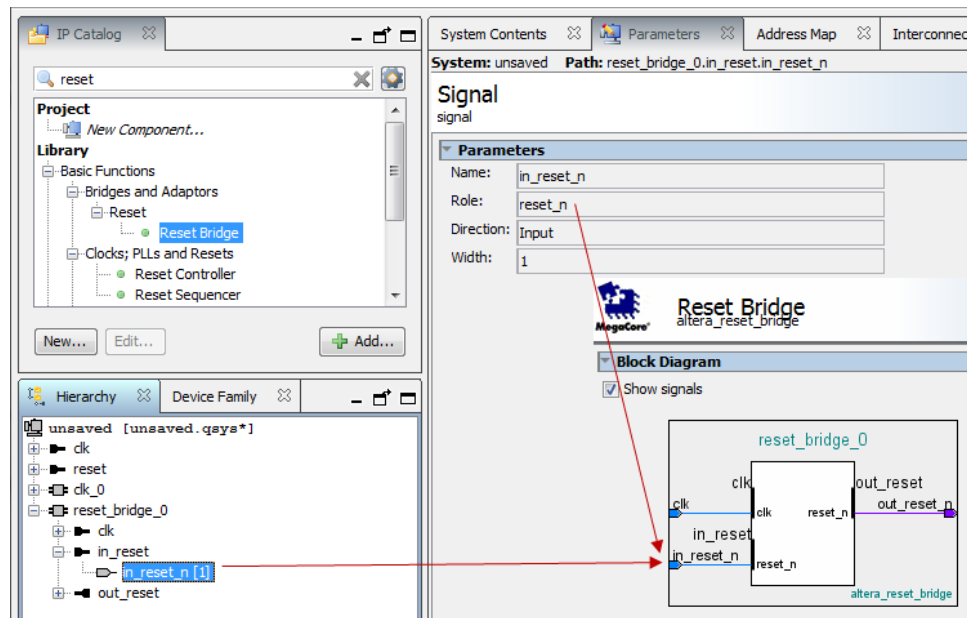 IP Catalog
reset
Project
New Component...
Library
Basic Functions
Bridges and Adaptors
Reset
Reset Bridge
Clocks; PLLs and Resets
Reset Controller
Reset Sequencer
New... Edit... Add...
Hierarchy Device Family
unsaved [unsaved.qsys*]
clk
reset
clk_0
reset_bridge_0
clk
in_reset
in_reset_n [1]
out_reset
System Contents Parameters Address Map Interconnec
System: unsaved Path: reset_bridge_0.in_reset.in_reset_n
Signal
signal
Parameters
Name: in_reset_n
Role: reset_n
Direction: Input
Width: 1
MegaCore® Reset Bridge
altera_reset_bridge
Block Diagram
Show signals
reset_bridge_0
clk out_reset
clk out_reset_n
clk reset_n
in_reset
in_reset_n
reset_n
altera_reset_bridge